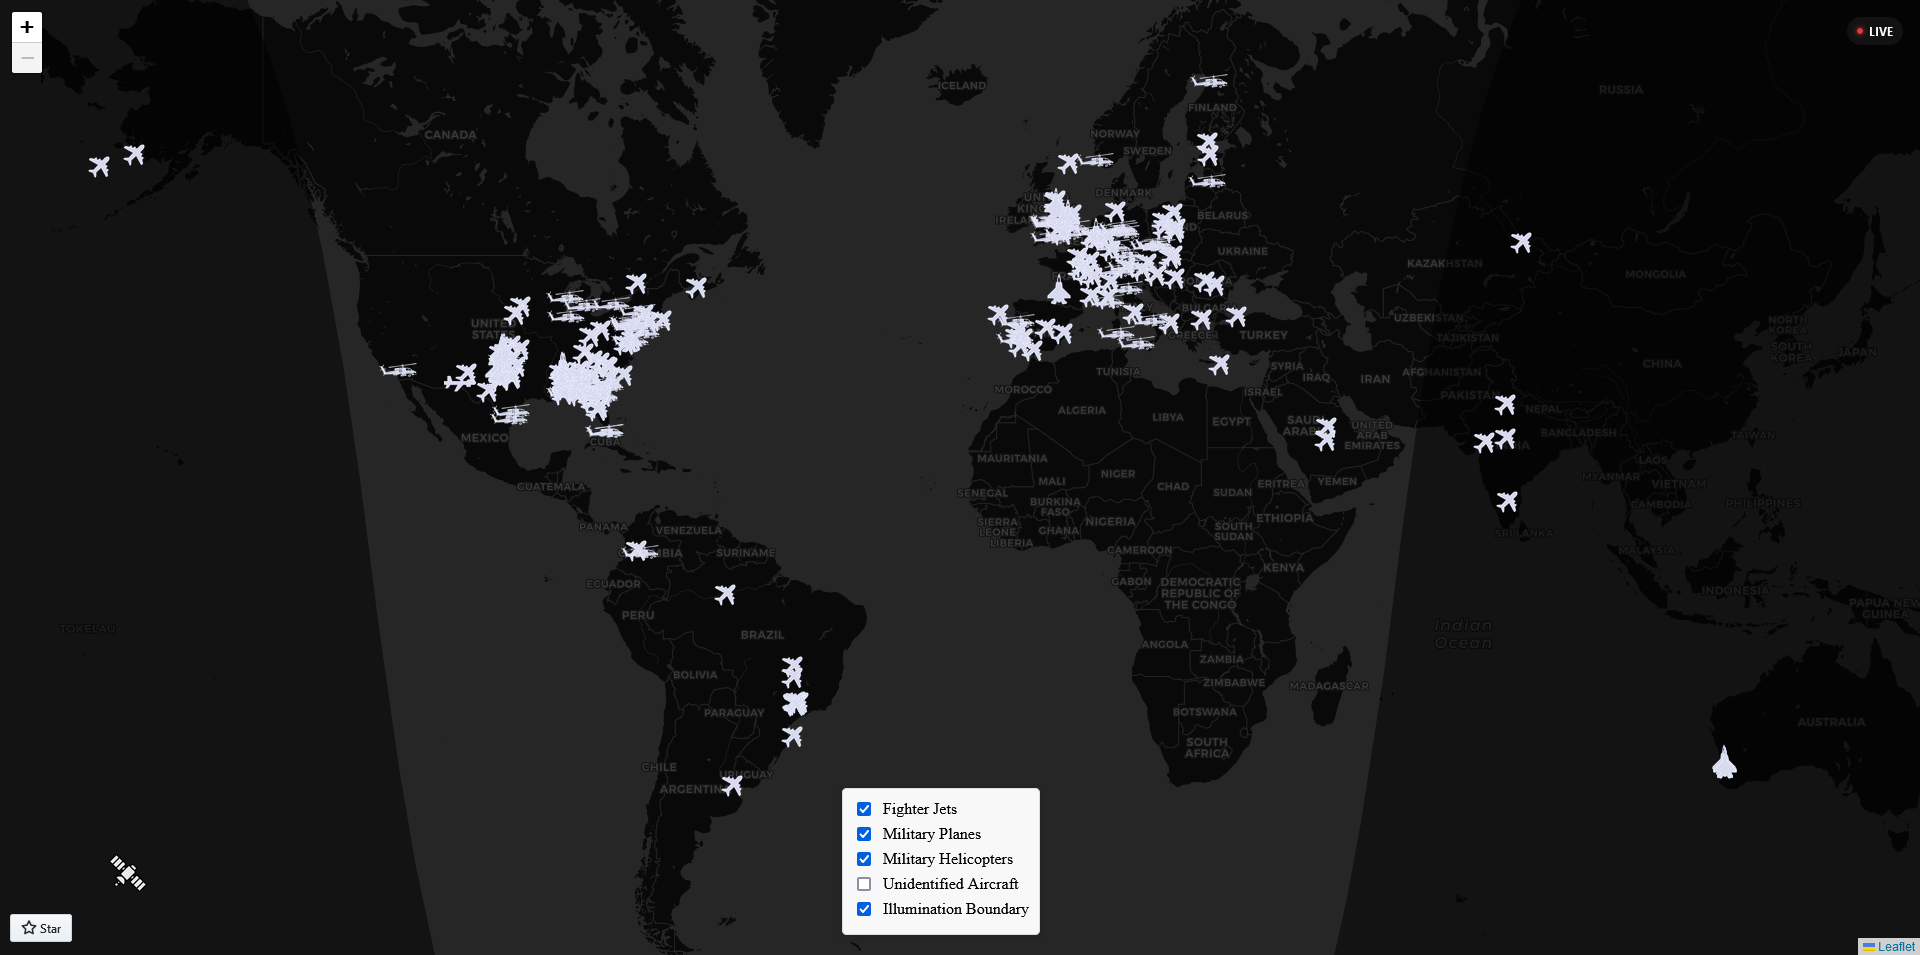 +
−
LIVE
ICELAND
RUSSIA
FINLAND
NORWAY
SWEDEN
CANADA
DENMARK
BELARUS
UKRAINE
KAZAKHSTAN
MONGOLIA
UNITED
STATES
BULGARIA
UZBEKISTAN
NORTH
KOREA
SOUTH
KOREA
JAPAN
GREECE
TURKEY
TAJIKISTAN
CHINA
TUNISIA
SYRIA
IRAQ
IRAN
AFGHANISTAN
MOROCCO
ISRAEL
PAKISTAN
ALGERIA
LIBYA
EGYPT
SAUDI
UNITED
ARAB
EMIRATES
NEPAL
BANGLADESH
TAIWAN
MEXICO
CUBA
MAURITANIA
MALI
NIGER
CHAD
SUDAN
ERITREA
YEMEN
LAOS
MYANMAR
VIETNAM
GUATEMALA
SENEGAL
BURKINA
FASO
CAMBODIA
PHILIPPINES
PANAMA
VENEZUELA
SIERRA
LEONE
LIBERIA
GHANA
NIGERIA
SOUTH
SUDAN
ETHIOPIA
SRI LANKA
SURINAME
CAMEROON
MALAYSIA
ECUADOR
GABON
DEMOCRATIC
REPUBLIC OF
THE CONGO
KENYA
INDONESIA
PERU
PAPUA NEW
GUINEA
TOKELAU
BRAZIL
Indian
Ocean
ANGOLA
ZAMBIA
BOLIVIA
ZIMBABWE
MADAGASCAR
PARAGUAY
BOTSWANA
AUSTRALIA
SOUTH
AFRICA
CHILE
URUGUAY
ARGENTIN
Fighter Jets
Military Planes
Military Helicopters
Unidentified Aircraft
Illumination Boundary
Star
Leaflet